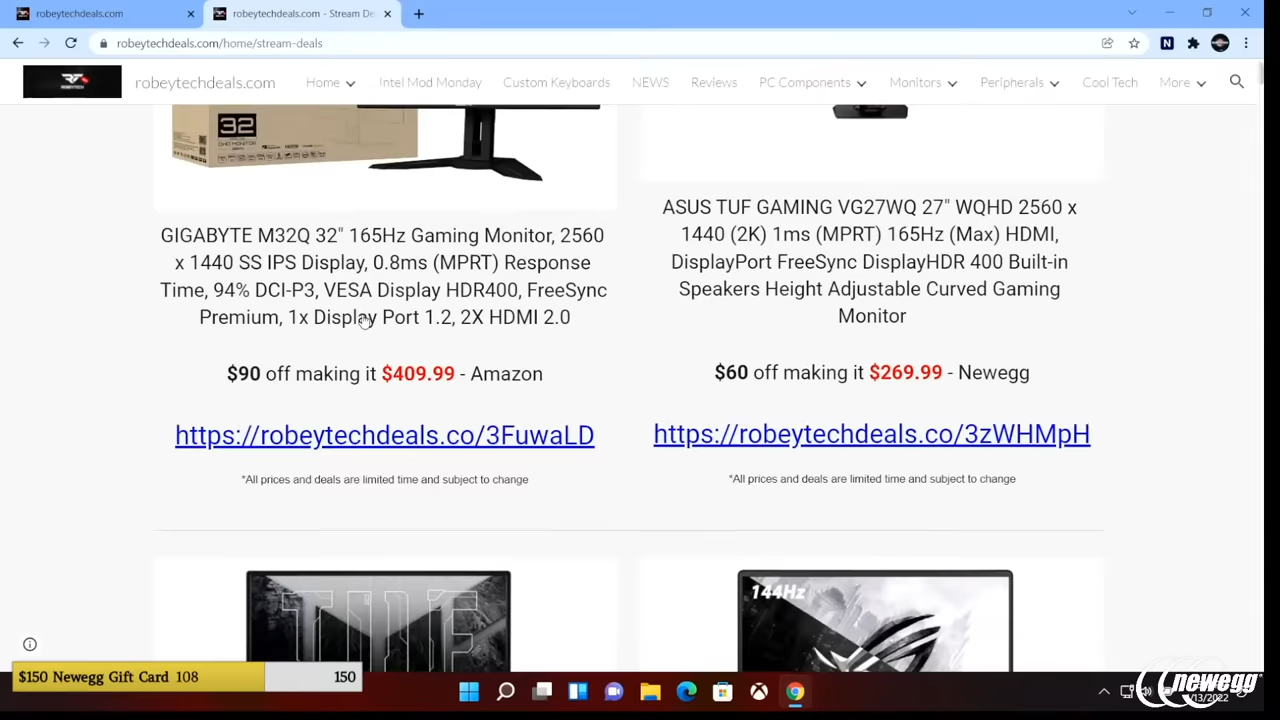 robeytechdeals.com
robeytechdeals.com - Stream De
robeytechdeals.com/home/stream-deals
ROBEYTECH
robeytechdeals.com
Home
Intel Mod Monday
Custom Keyboards
NEWS
Reviews
PC Components
Monitors
Peripherals
Cool Tech
More
32
GIGABYTE M32Q 32" 165Hz Gaming Monitor, 2560
x 1440 SS IPS Display, 0.8ms (MPRT) Response
Time, 94% DCI-P3, VESA Display HDR400, FreeSync
Premium, 1x Display Port 1.2, 2X HDMI 2.0
$90 off making it $409.99 - Amazon
https://robeytechdeals.co/3FuwaLD
*All prices and deals are limited time and subject to change
ASUS TUF GAMING VG27WQ 27" WQHD 2560 x
1440 (2K) 1ms (MPRT) 165Hz (Max) HDMI,
DisplayPort FreeSync DisplayHDR 400 Built-in
Speakers Height Adjustable Curved Gaming
Monitor
$60 off making it $269.99 - Newegg
https://robeytechdeals.co/3zWHMpH
*All prices and deals are limited time and subject to change
144Hz
$150 Newegg Gift Card 108
150
newegg
/13/2022